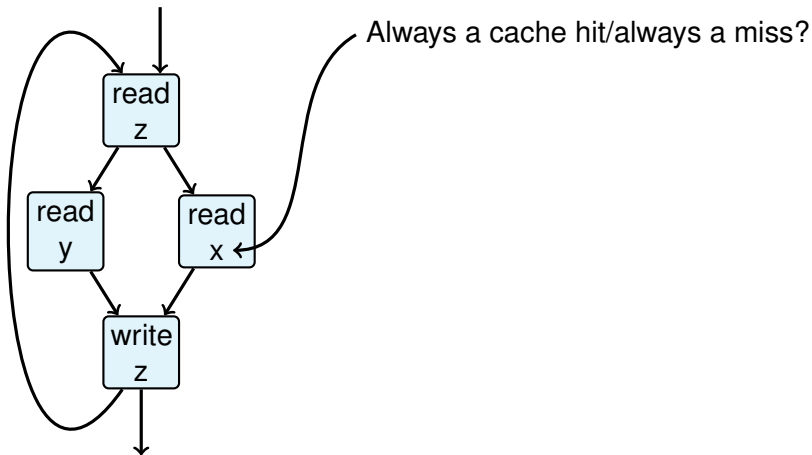 Always a cache hit/always a miss?
read
z
read
y
read
x
write
z